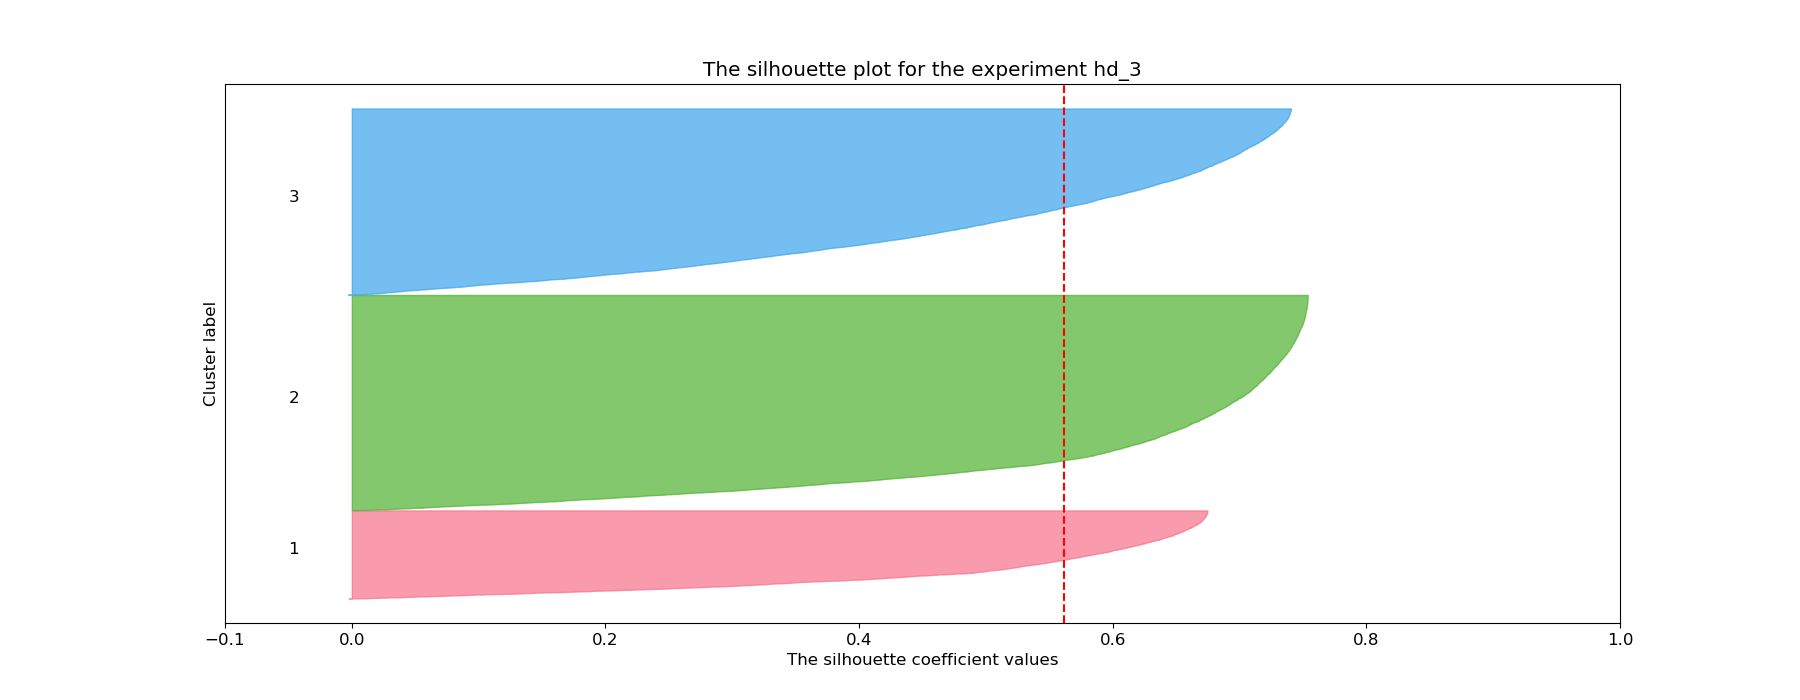 The silhouette plot for the experiment hd_3
3
2
1
Cluster label
−0.1 0.0 0.2 0.4 0.6 0.8 1.0
The silhouette coefficient values